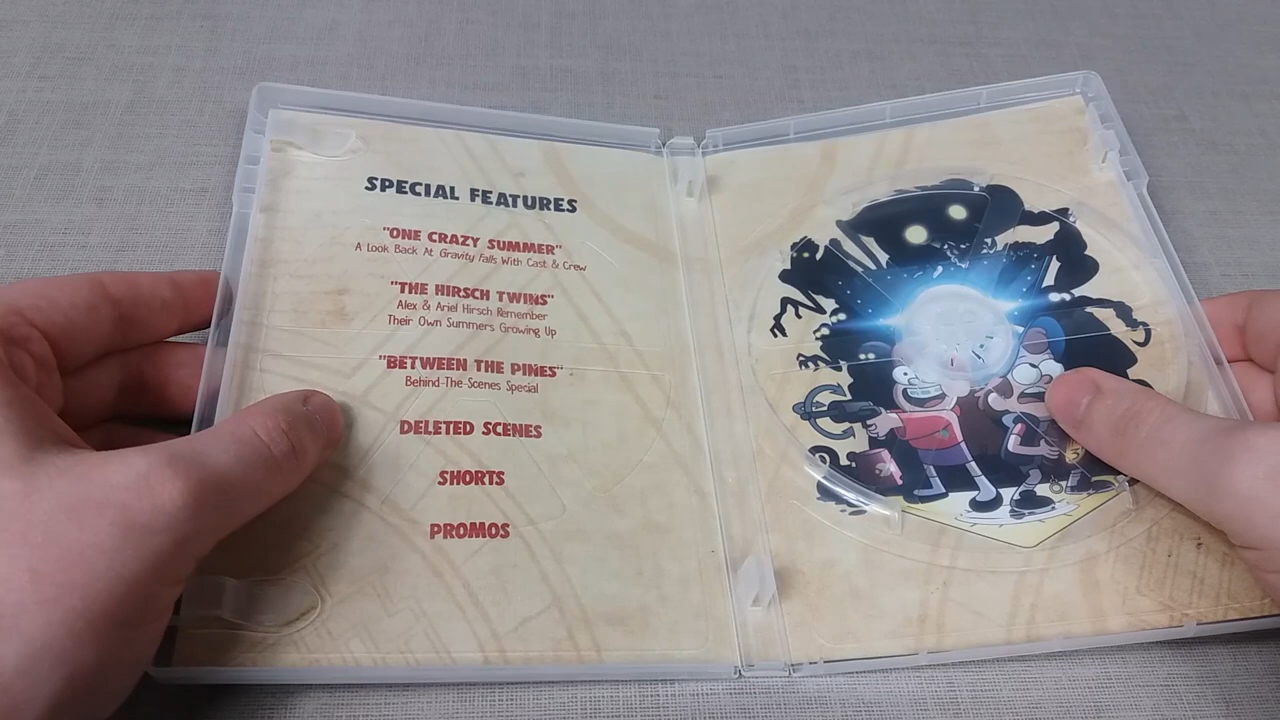 SPECIAL FEATURES
"ONE CRAZY SUMMER"
A Look Back At Gravity Falls With Cast & Crew
"THE HIRSCH TWINS"
Alex & Ariel Hirsch Remember
Their Own Summers Growing Up
"BETWEEN THE PINES"
Behind-The-Scenes Special
DELETED SCENES
SHORTS
PROMOS